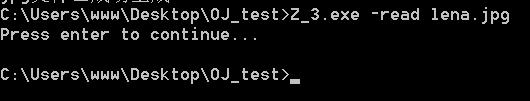 C:\Users\www\Desktop\OJ_test>Z_3.exe -read lena.jpg
Press enter to continue...
C:\Users\www\Desktop\OJ_test>_